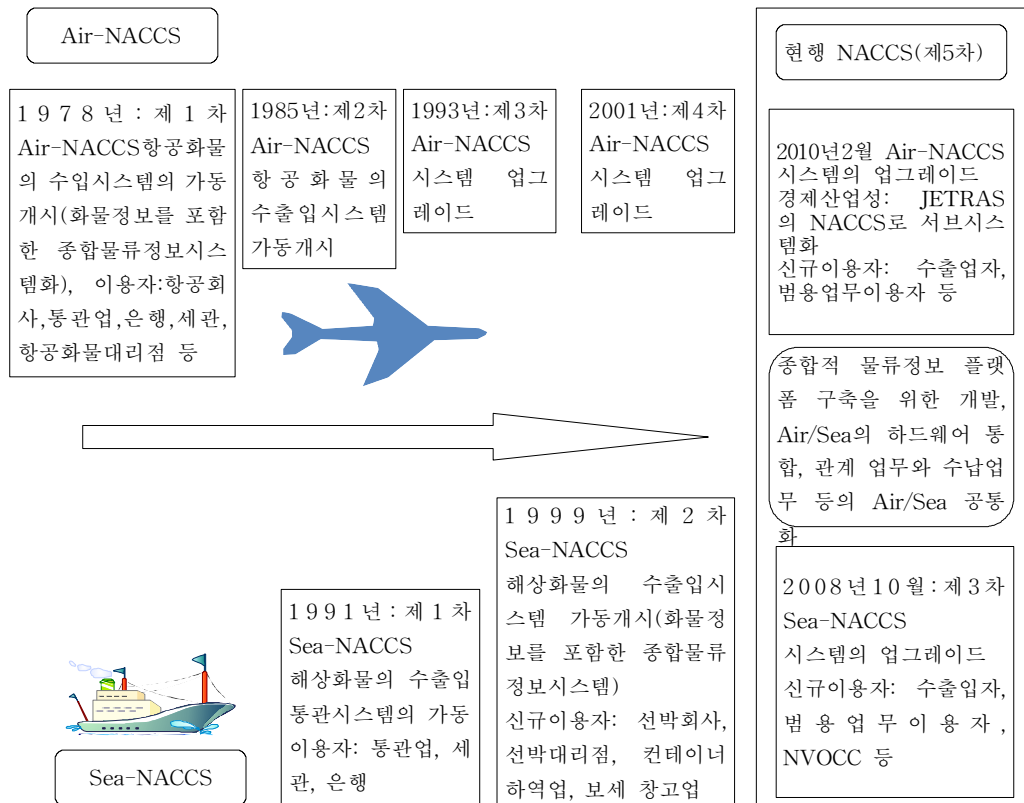 Air-NACCS
1978년:제1차
Air-NACCS항공화물
의 수입시스템의 가동
개시(화물정보를 포함
한 종합물류정보시스
템화), 이용자:항공회
사,통관업,은행,세관,
항공화물대리점 등
1985년:제2차
Air-NACCS
항공화물의
수출입시스템
가동개시
1993년:제3차
Air-NACCS
시스템 업그
레이드
2001년:제4차
Air-NACCS
시스템 업그
레이드
현행 NACCS(제5차)
2010년2월 Air-NACCS
시스템의 업그레이드
경제산업성: JETRAS
의 NACCS로 서브시스
템화
신규이용자: 수출업자,
범용업무이용자 등
종합적 물류정보 플랫
폼 구축을 위한 개발,
Air/Sea의 하드웨어 통
합, 관계 업무와 수납업
무 등의 Air/Sea 공통
화
2008년10월:제3차
Sea-NACCS
시스템의 업그레이드
신규이용자: 수출입자,
범용업무이용자,
NVOCC 등
1999년:제2차
Sea-NACCS
해상화물의 수출입시
스템 가동개시(화물정
보를 포함한 종합물류
정보시스템)
신규이용자: 선박회사,
선박대리점, 컨테이너
하역업, 보세 창고업
1991년:제1차
Sea-NACCS
해상화물의 수출입
통관시스템의 가동
이용자: 통관업, 세
관, 은행
Sea-NACCS